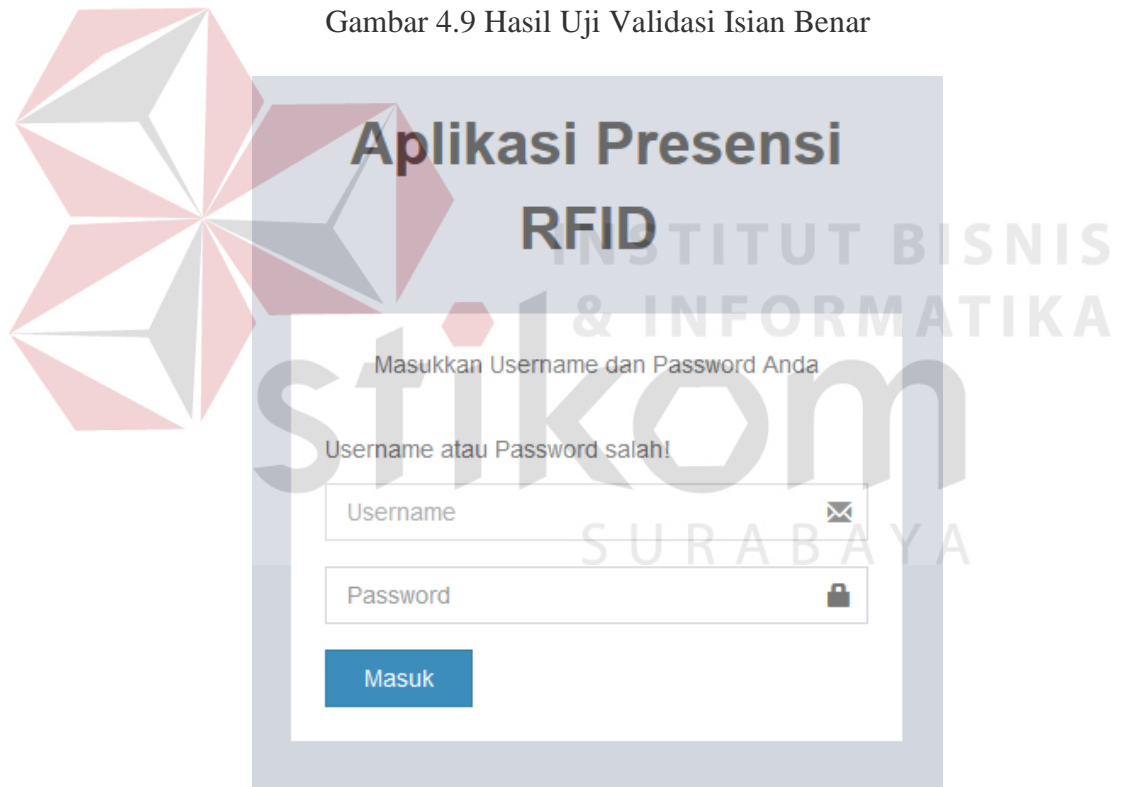 Gambar 4.9 Hasil Uji Validasi Isian Benar
Aplikasi Presensi
RFID
INSTITUT BISNIS
& INFORMATIKA
stikom
SURABAYA
Masukkan Username dan Password Anda
Username atau Password salah!
Username
Password
Masuk